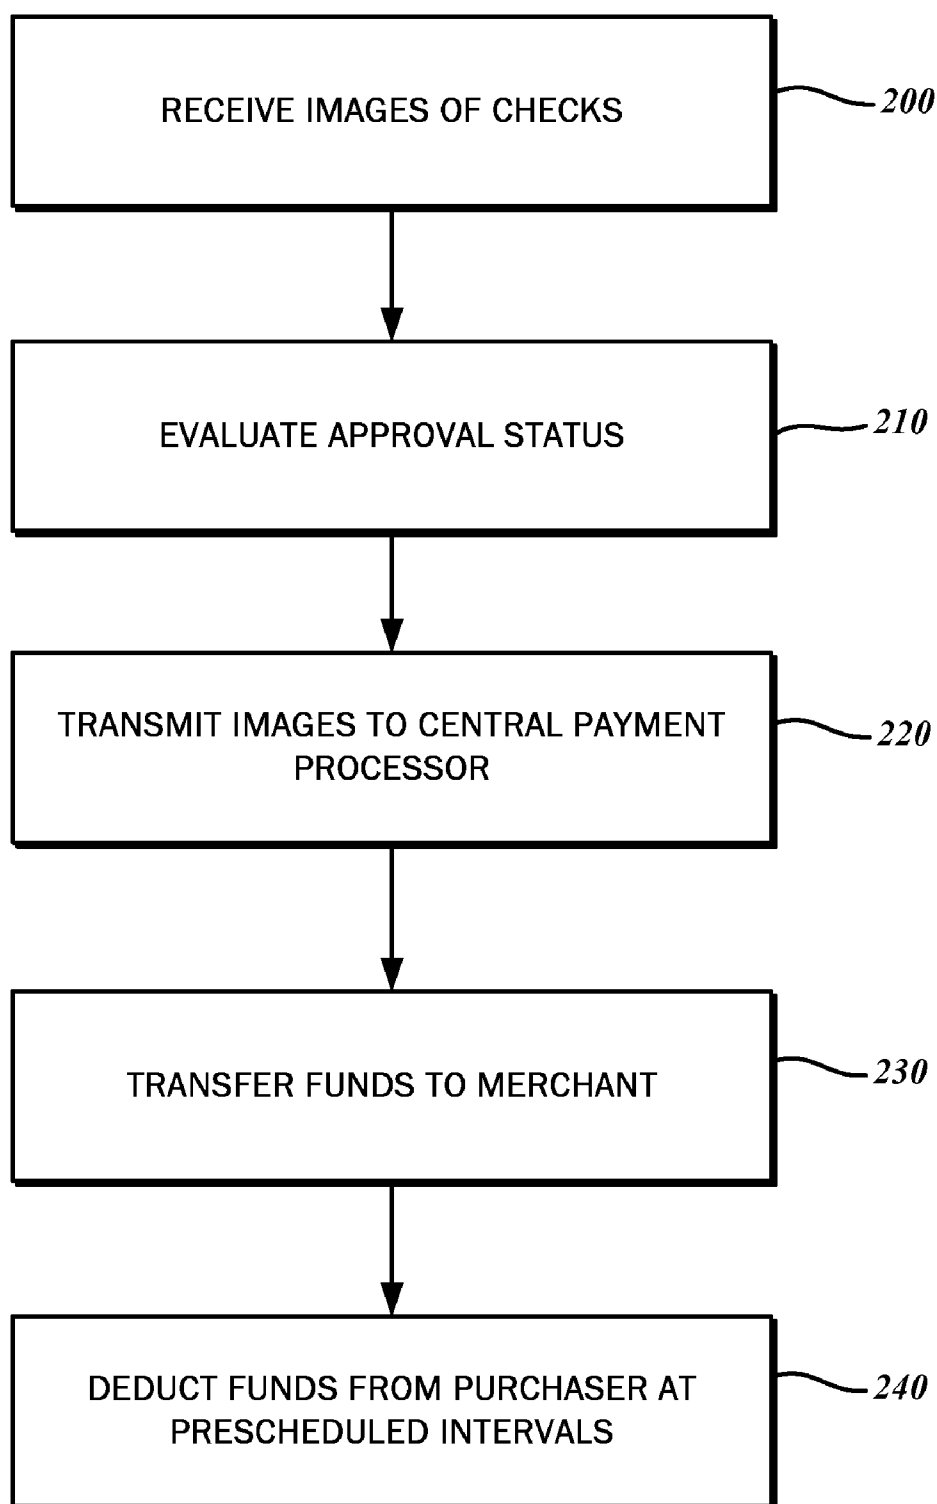 RECEIVE IMAGES OF CHECKS
200
EVALUATE APPROVAL STATUS
210
TRANSMIT IMAGES TO CENTRAL PAYMENT
PROCESSOR
220
TRANSFER FUNDS TO MERCHANT
230
DEDUCT FUNDS FROM PURCHASER AT
PRESCHEDULED INTERVALS
240